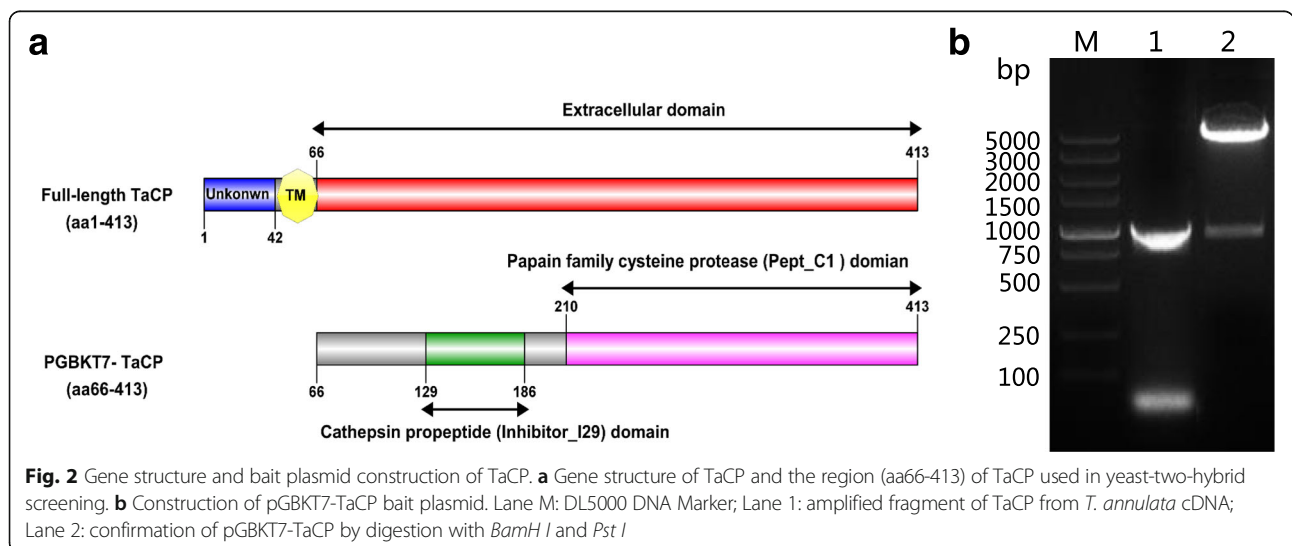 a
Extracellular domain
66
413
Full-length TaCP
(aa1-413)
Unkonwn
TM
1
42
Papain family cysteine protease (Pept_C1 ) domian
210
413
PGBKT7- TaCP
(aa66-413)
66
129
186
Cathepsin propeptide (Inhibitor_I29) domain
b
M 1 2
bp
5000
3000
2000
1500
1000
750
500
250
100
Fig. 2 Gene structure and bait plasmid construction of TaCP. a Gene structure of TaCP and the region (aa66-413) of TaCP used in yeast-two-hybrid
screening. b Construction of pGBKT7-TaCP bait plasmid. Lane M: DL5000 DNA Marker; Lane 1: amplified fragment of TaCP from T. annulata cDNA;
Lane 2: confirmation of pGBKT7-TaCP by digestion with BamH I and Pst I